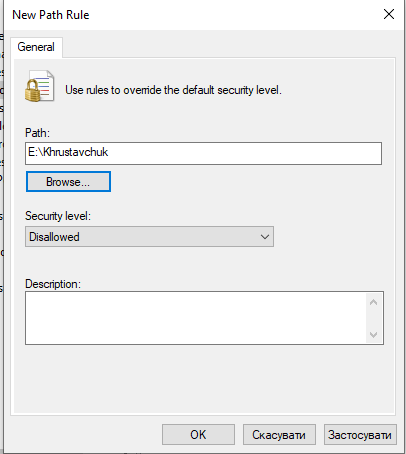 New Path Rule
General
Use rules to override the default security level.
Path:
E:\Khrustavchuk
Browse...
Security level:
Disallowed
Description:
OK Скасувати Застосувати